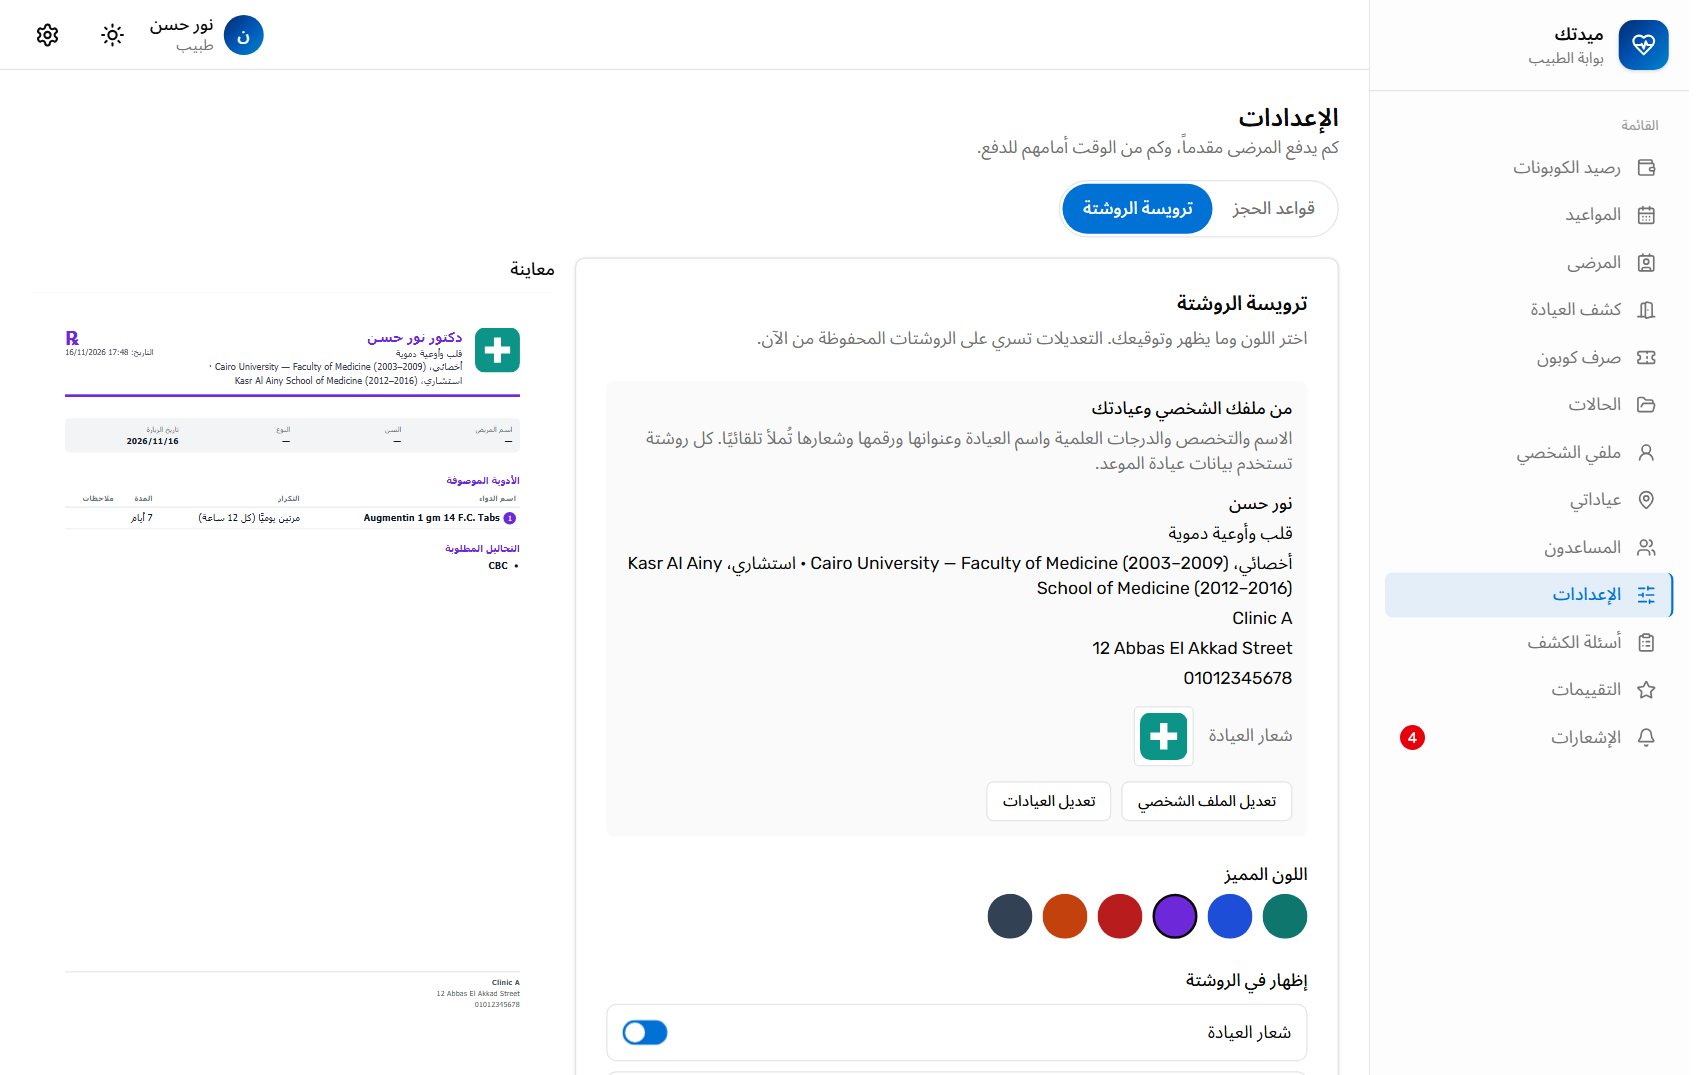 ميدتك
بوابة الطبيب
القائمة
رصيد الكوبونات
المواعيد
المرضى
كشف العيادة
صرف كوبون
الحالات
ملفي الشخصي
عياداتي
المساعدون
الإعدادات
أسئلة الكشف
التقييمات
الإشعارات
4
ن
نور حسن
طبيب
الإعدادات
كم يدفع المرضى مقدماً، وكم من الوقت أمامهم للدفع.
قواعد الحجز
ترويسة الروشتة
ترويسة الروشتة
اختر اللون وما يظهر وتوقيعك. التعديلات تسري على الروشتات المحفوظة من الآن.
من ملفك الشخصي وعيادتك
الاسم والتخصص والدرجات العلمية واسم العيادة وعنوانها ورقمها وشعارها تُملأ تلقائيًا. كل روشتة
تستخدم بيانات عيادة الموعد.
نور حسن
قلب وأوعية دموية
أخصائي، Cairo University — Faculty of Medicine (2003–2009) • استشاري، Kasr Al Ainy
School of Medicine (2012–2016)
Clinic A
12 Abbas El Akkad Street
01012345678
شعار العيادة
تعديل الملف الشخصي
تعديل العيادات
اللون المميز
إظهار في الروشتة
شعار العيادة
معاينة
دكتور نور حسن
قلب وأوعية دموية
أخصائي، Cairo University — Faculty of Medicine (2003–2009) •
استشاري، Kasr Al Ainy School of Medicine (2012–2016)
℞
التاريخ: 16/11/2026 17:48
اسم المريض
السن
النوع
تاريخ الزيارة
—
—
—
2026/11/16
الأدوية الموصوفة
اسم الدواء
التكرار
المدة
ملاحظات
1 Augmentin 1 gm 14 F.C. Tabs
مرتين يوميًا (كل 12 ساعة)
7 أيام
التحاليل المطلوبة
• CBC
Clinic A
12 Abbas El Akkad Street
01012345678